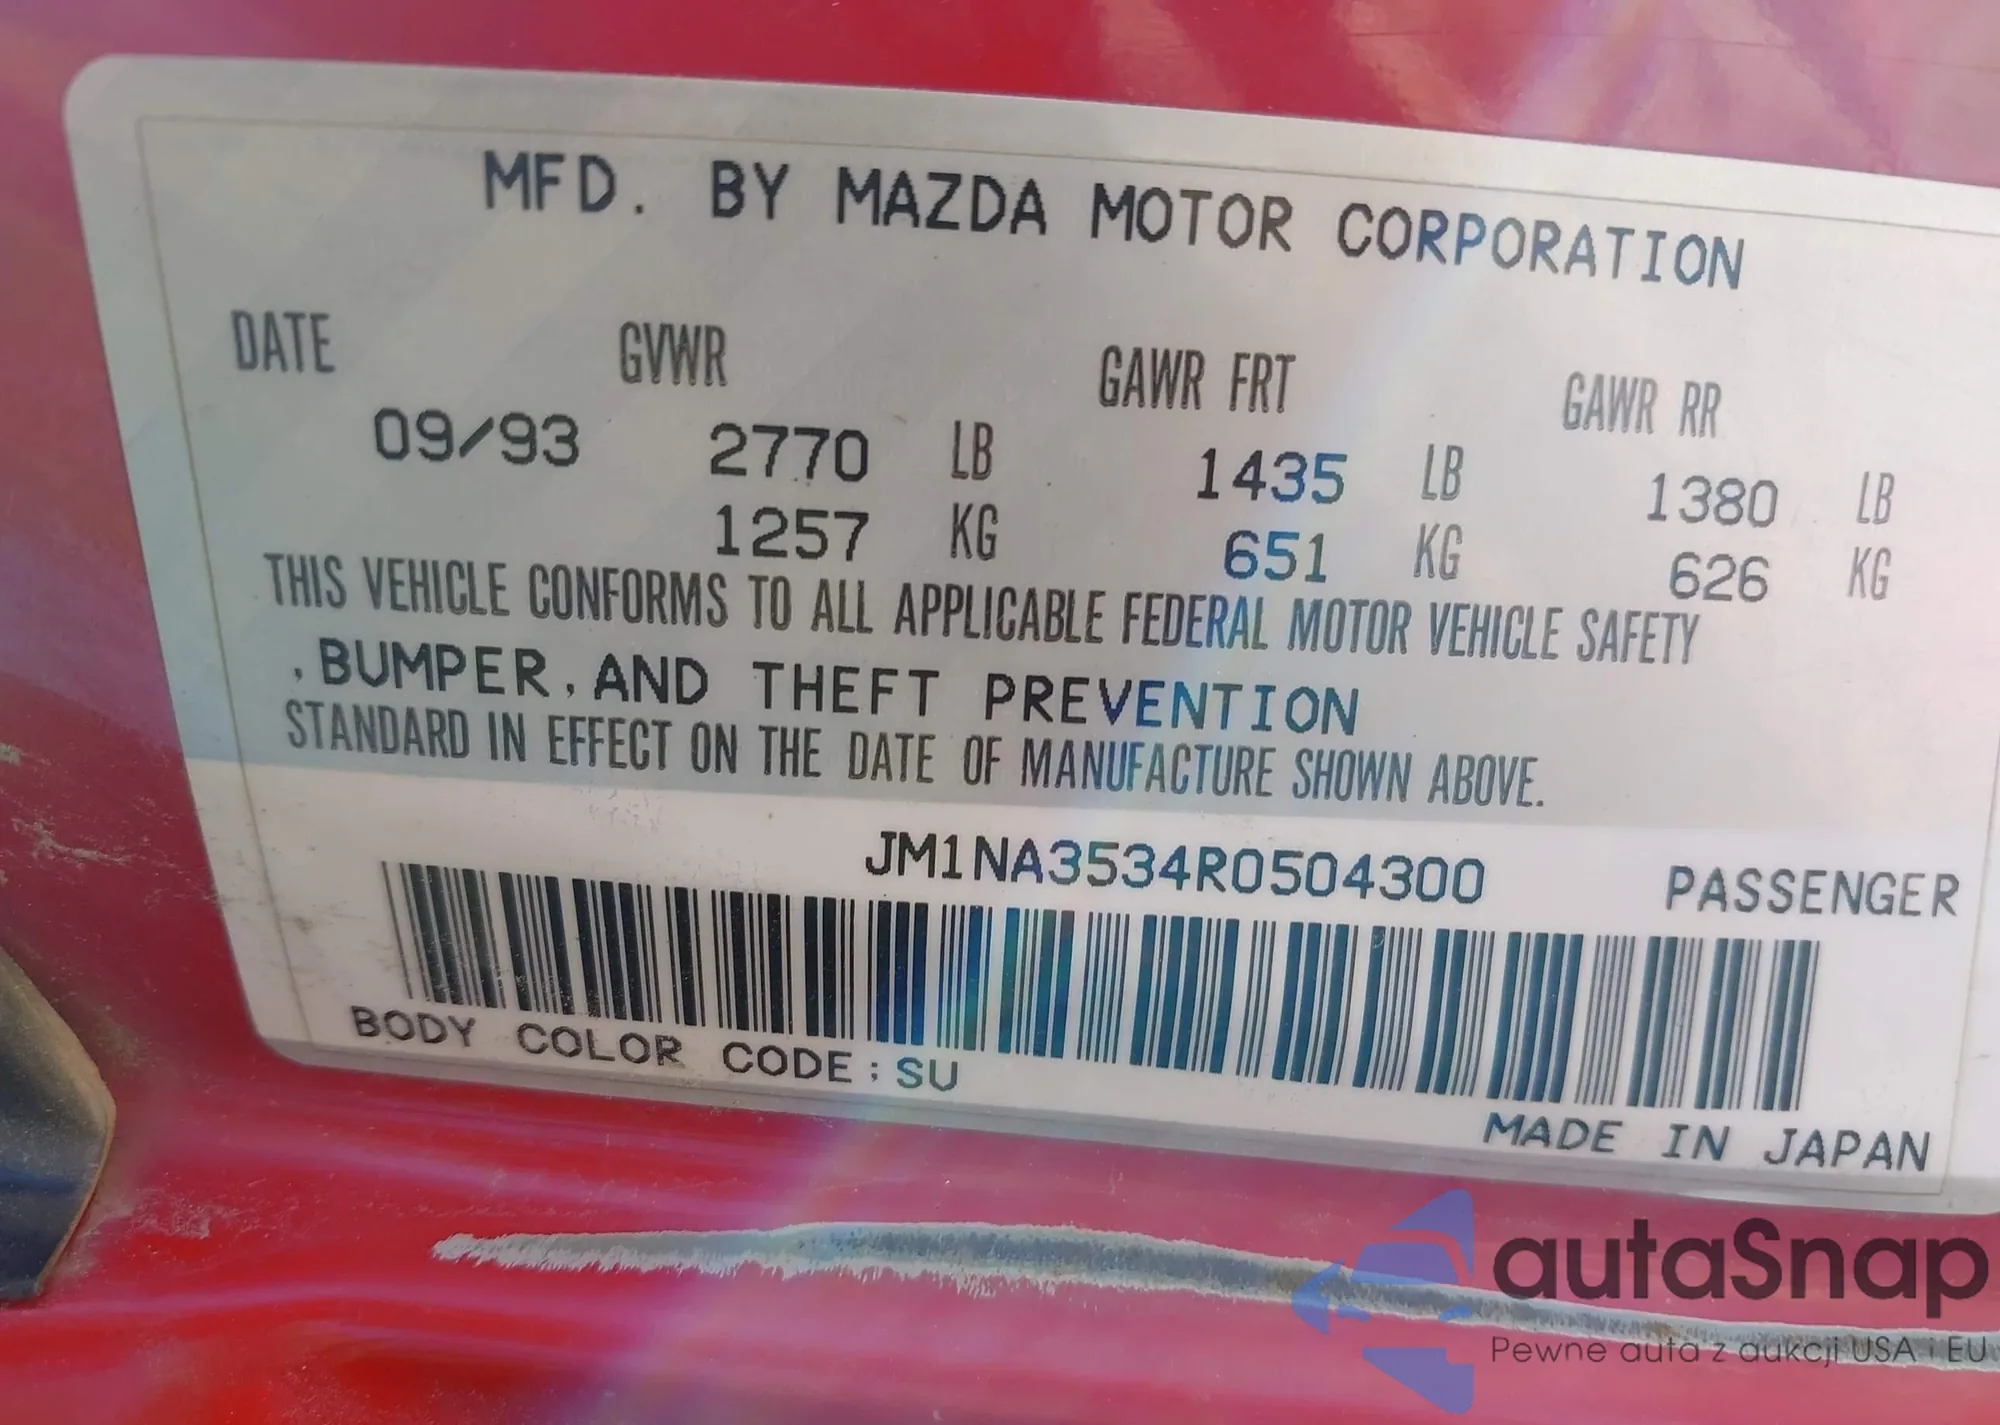 MFD. BY MAZDA MOTOR CORPORATION
DATE GVWR GAWR FRT GAWR RR
09/93 2770 LB 1435 LB 1380 LB
1257 KG 651 KG 626 KG
THIS VEHICLE CONFORMS TO ALL APPLICABLE FEDERAL MOTOR VEHICLE SAFETY
,BUMPER,AND THEFT PREVENTION
STANDARD IN EFFECT ON THE DATE OF MANUFACTURE SHOWN ABOVE.
JM1NA3534R0504300 PASSENGER
BODY COLOR CODE;SU
MADE IN JAPAN
autaSnap
Pewne auta z aukcji USA i EU